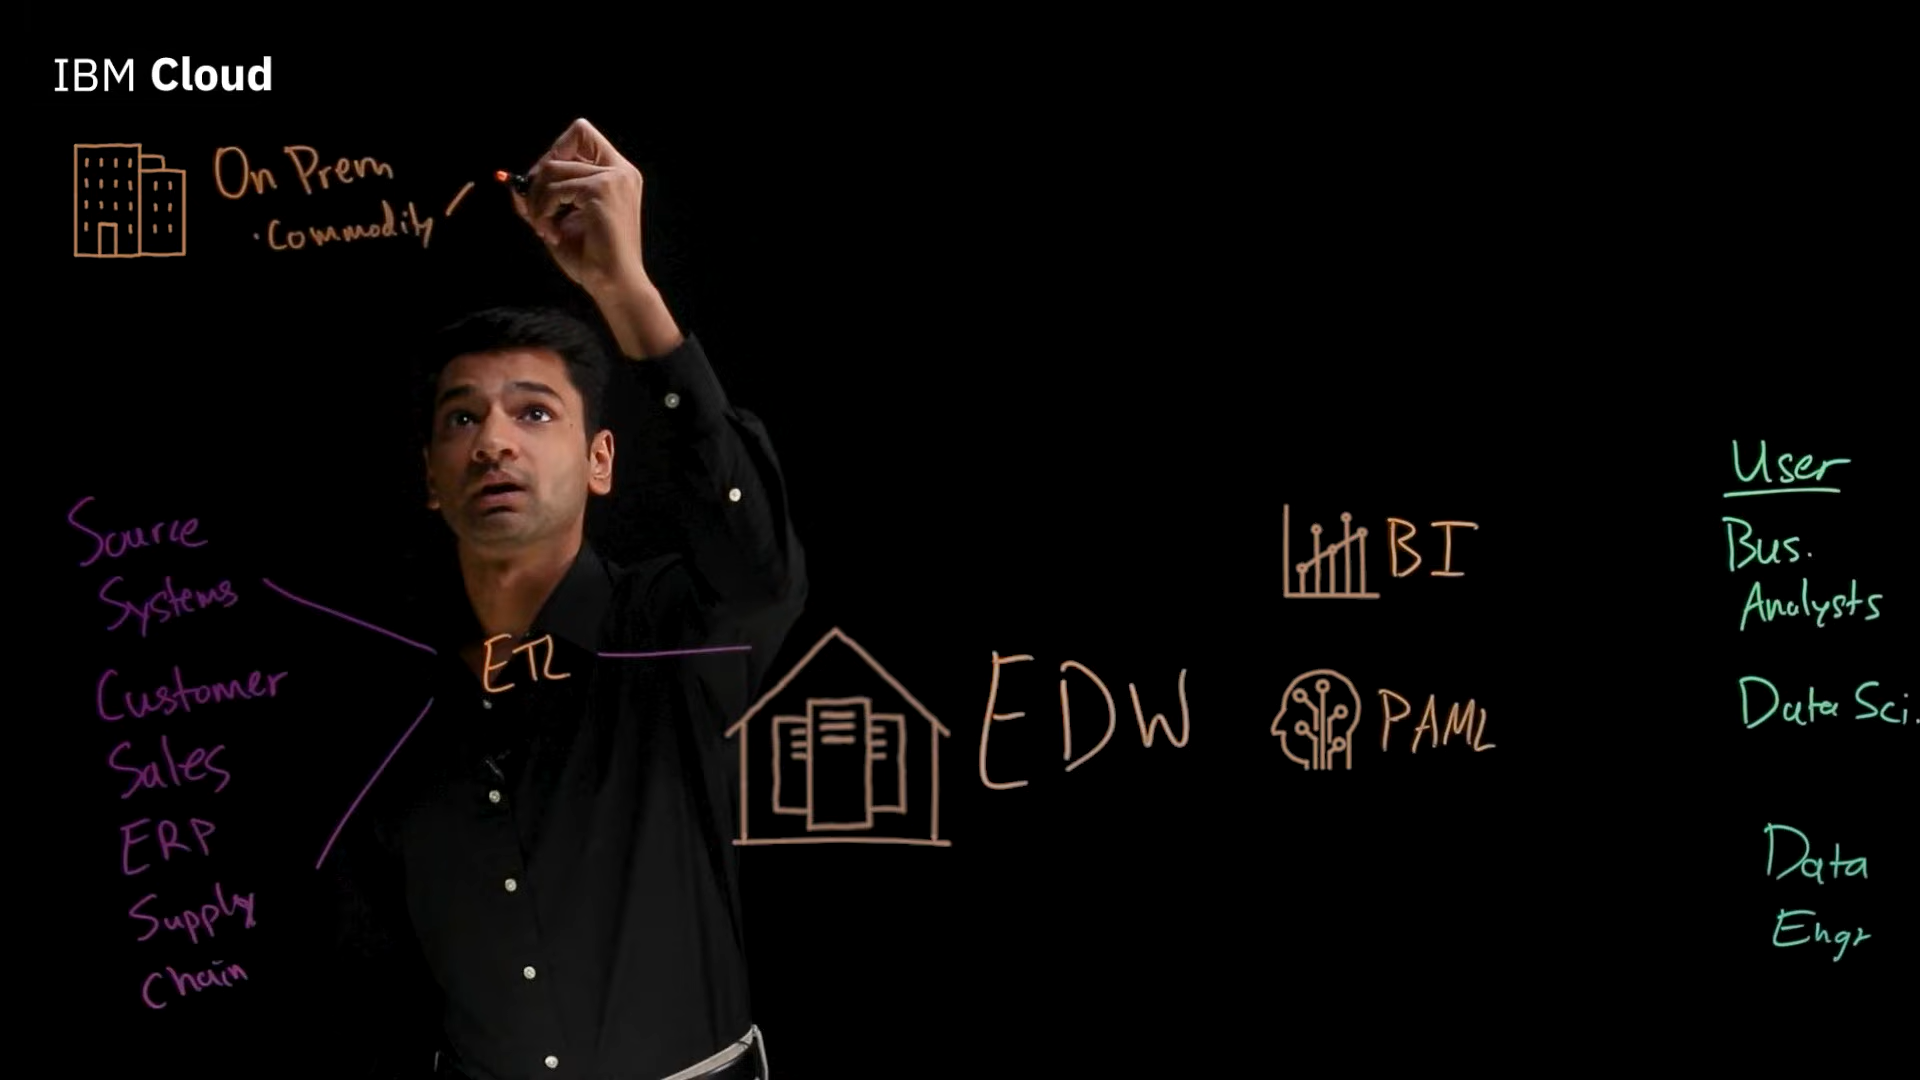 IBM Cloud
On Prem
· Commodity
Source
Systems
Customer
Sales
ERP
Supply
Chain
ETL
EDW
BI
PAML
User
Bus.
Analysts
Data Sci.
Data
Engr